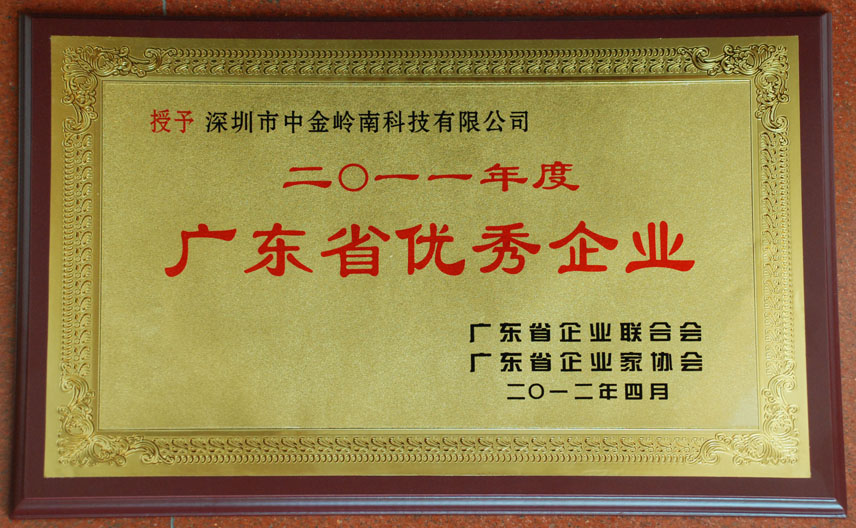 授予 深圳市中金岭南科技有限公司
二〇一一年度
广东省优秀企业
广东省企业联合会
广东省企业家协会
二〇一二年四月